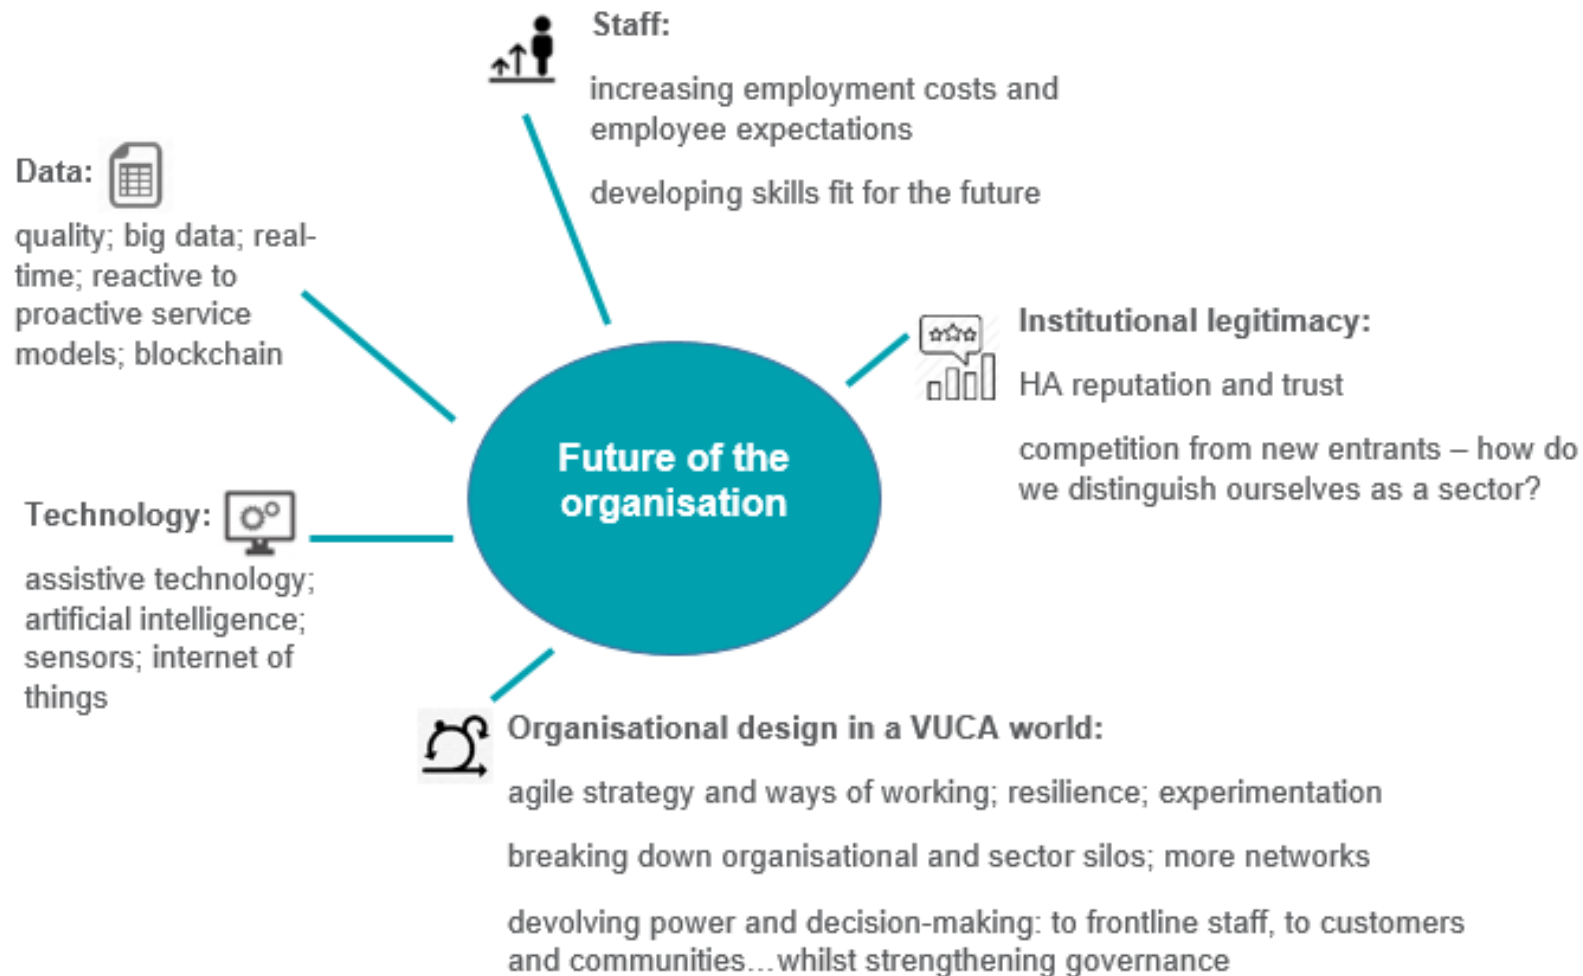 Staff:
increasing employment costs and
employee expectations
developing skills fit for the future
Data:
quality; big data; real-
time; reactive to
proactive service
models; blockchain
Institutional legitimacy:
HA reputation and trust
competition from new entrants – how do
we distinguish ourselves as a sector?
Future of the
organisation
Technology:
assistive technology;
artificial intelligence;
sensors; internet of
things
Organisational design in a VUCA world:
agile strategy and ways of working; resilience; experimentation
breaking down organisational and sector silos; more networks
devolving power and decision-making: to frontline staff, to customers
and communities…whilst strengthening governance